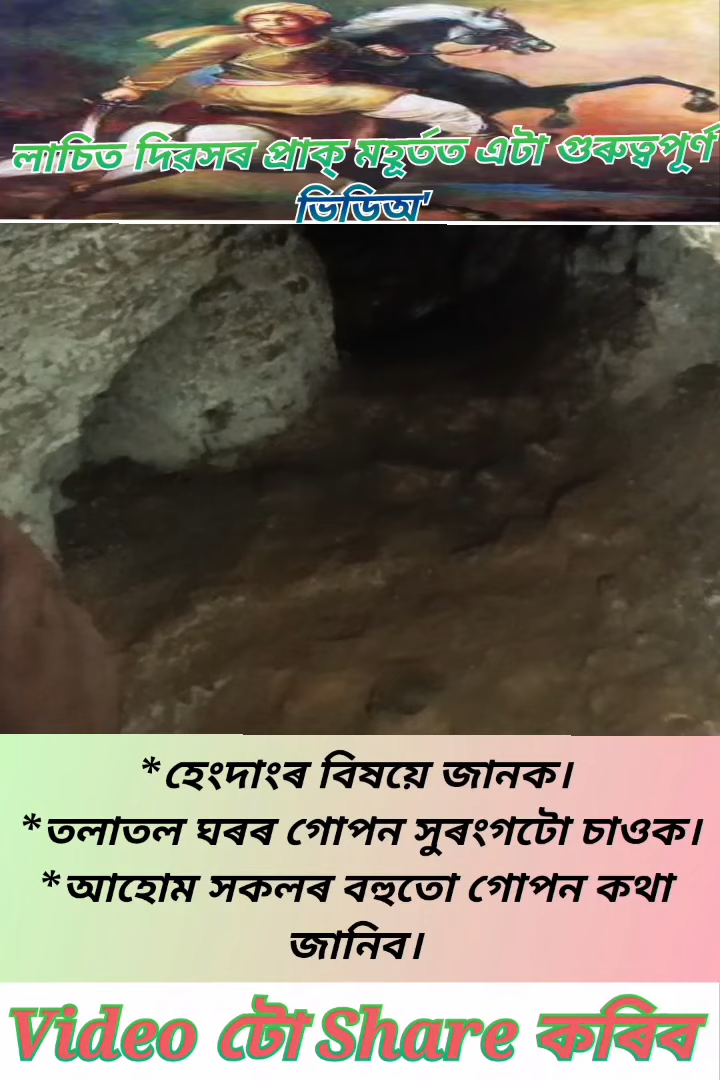 লাচিত দিৱসৰ প্ৰাক্ মহূৰ্তত এটা গুৰুত্বপূৰ্ণ
ভিডিঅ'
*হেংদাংৰ বিষয়ে জানক।
*তলাতল ঘৰৰ গোপন সুৰংগটো চাওক।
*আহোম সকলৰ বহুতো গোপন কথা
জানিব।
Video টো Share কৰিব